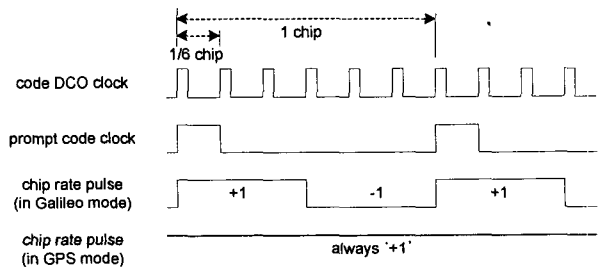 1 chip
1/6 chip
code DCO clock
prompt code clock
chip rate pulse
(in Galileo mode)
+1
-1
+1
chip rate pulse
(in GPS mode)
always '+1'